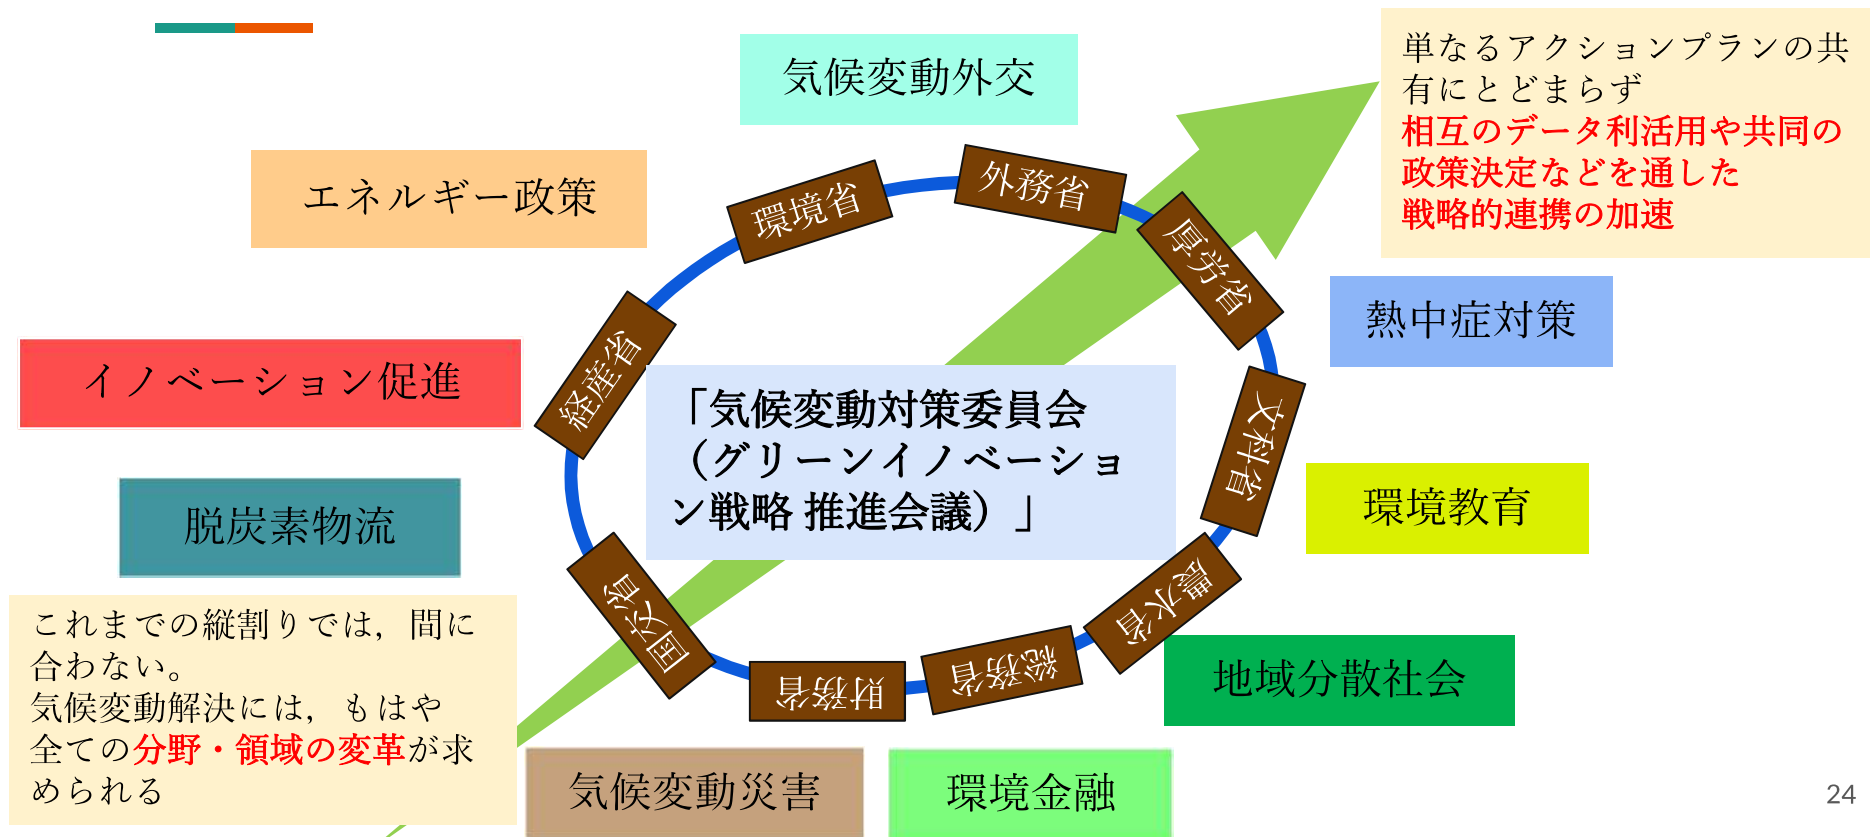 気候変動外交
単なるアクションプランの共
有にとどまらず
相互のデータ利活用や共同の
政策決定などを通した
戦略的連携の加速
エネルギー政策
環境省
外務省
厚労省
熱中症対策
経産省
イノベーション促進
「気候変動対策委員会
（グリーンイノベーショ
ン戦略 推進会議）」
文科省
環境教育
脱炭素物流
国交省
農水省
地域分散社会
総務省
財務省
これまでの縦割りでは，間に
合わない。
気候変動解決には，もはや
全ての分野・領域の変革が求
められる
気候変動災害
環境金融
24